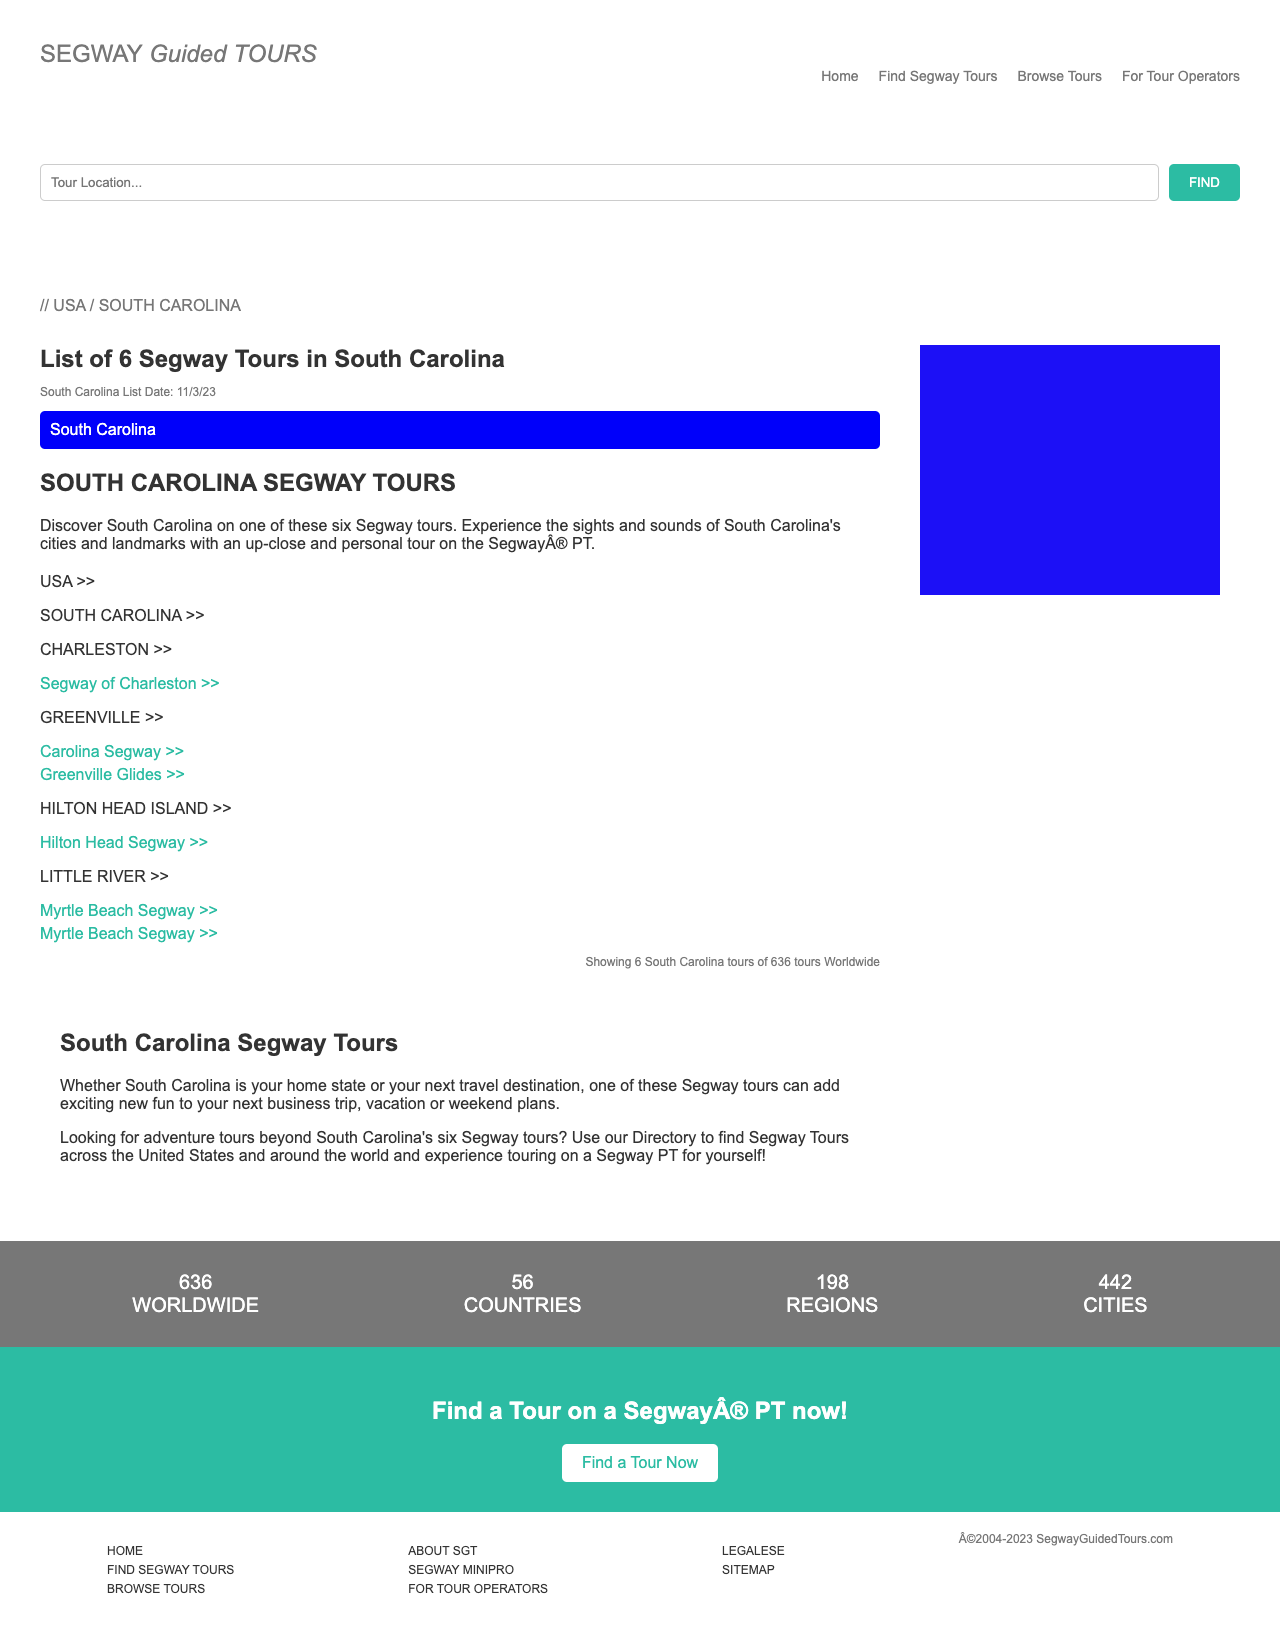 SEGWAY Guided TOURS
Home Find Segway Tours Browse Tours For Tour Operators
Tour Location...
FIND
// USA / SOUTH CAROLINA
List of 6 Segway Tours in South Carolina
South Carolina List Date: 11/3/23
South Carolina
SOUTH CAROLINA SEGWAY TOURS
Discover South Carolina on one of these six Segway tours. Experience the sights and sounds of South Carolina's
cities and landmarks with an up-close and personal tour on the SegwayÂ® PT.
USA >>
SOUTH CAROLINA >>
CHARLESTON >>
Segway of Charleston >>
GREENVILLE >>
Carolina Segway >>
Greenville Glides >>
HILTON HEAD ISLAND >>
Hilton Head Segway >>
LITTLE RIVER >>
Myrtle Beach Segway >>
Myrtle Beach Segway >>
Showing 6 South Carolina tours of 636 tours Worldwide
South Carolina Segway Tours
Whether South Carolina is your home state or your next travel destination, one of these Segway tours can add
exciting new fun to your next business trip, vacation or weekend plans.
Looking for adventure tours beyond South Carolina's six Segway tours? Use our Directory to find Segway Tours
across the United States and around the world and experience touring on a Segway PT for yourself!
636
WORLDWIDE
56
COUNTRIES
198
REGIONS
442
CITIES
Find a Tour on a SegwayÂ® PT now!
Find a Tour Now
HOME
FIND SEGWAY TOURS
BROWSE TOURS
ABOUT SGT
SEGWAY MINIPRO
FOR TOUR OPERATORS
LEGALESE
SITEMAP
Â©2004-2023 SegwayGuidedTours.com